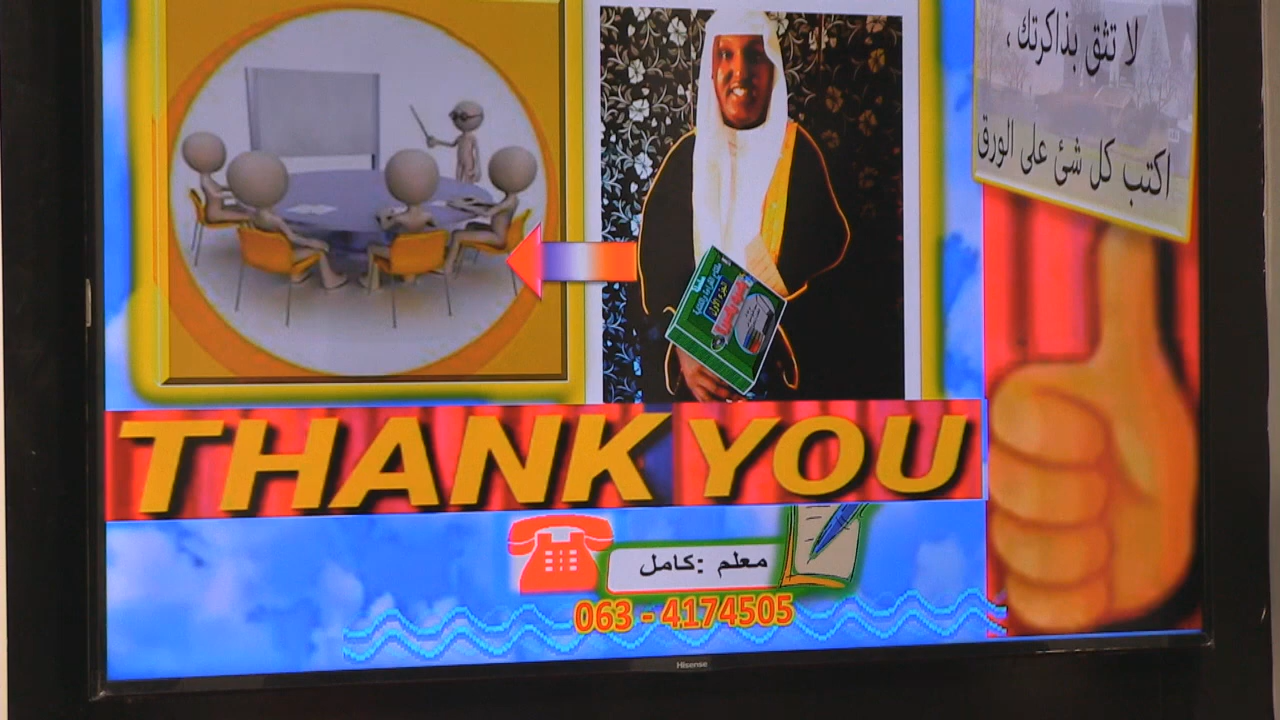 لا تثق بذاكرتك ،
اكتب كل شئ على الورق
THANK YOU
معلم :كامل
063 - 4174505
Hisense